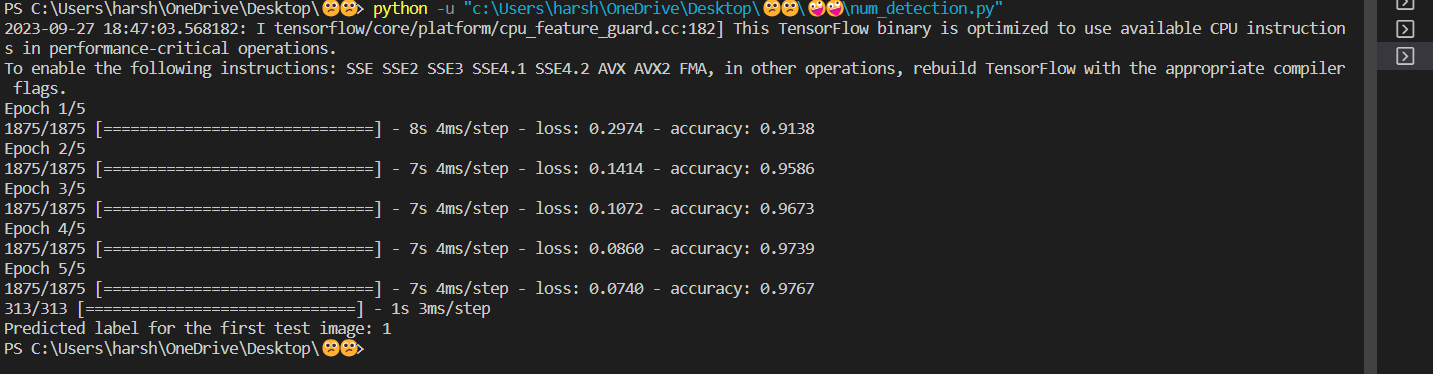 PS C:\Users\harsh\OneDrive\Desktop\🥺🥺> python -u "c:\Users\harsh\OneDrive\Desktop\🥺🥺\🤪🤪\num_detection.py"
2023-09-27 18:47:03.568182: I tensorflow/core/platform/cpu_feature_guard.cc:182] This TensorFlow binary is optimized to use available CPU instruction
s in performance-critical operations.
To enable the following instructions: SSE SSE2 SSE3 SSE4.1 SSE4.2 AVX AVX2 FMA, in other operations, rebuild TensorFlow with the appropriate compiler
 flags.
Epoch 1/5
1875/1875 [==============================] - 8s 4ms/step - loss: 0.2974 - accuracy: 0.9138
Epoch 2/5
1875/1875 [==============================] - 7s 4ms/step - loss: 0.1414 - accuracy: 0.9586
Epoch 3/5
1875/1875 [==============================] - 7s 4ms/step - loss: 0.1072 - accuracy: 0.9673
Epoch 4/5
1875/1875 [==============================] - 7s 4ms/step - loss: 0.0860 - accuracy: 0.9739
Epoch 5/5
1875/1875 [==============================] - 7s 4ms/step - loss: 0.0740 - accuracy: 0.9767
313/313 [==============================] - 1s 3ms/step
Predicted label for the first test image: 1
PS C:\Users\harsh\OneDrive\Desktop\🥺🥺>